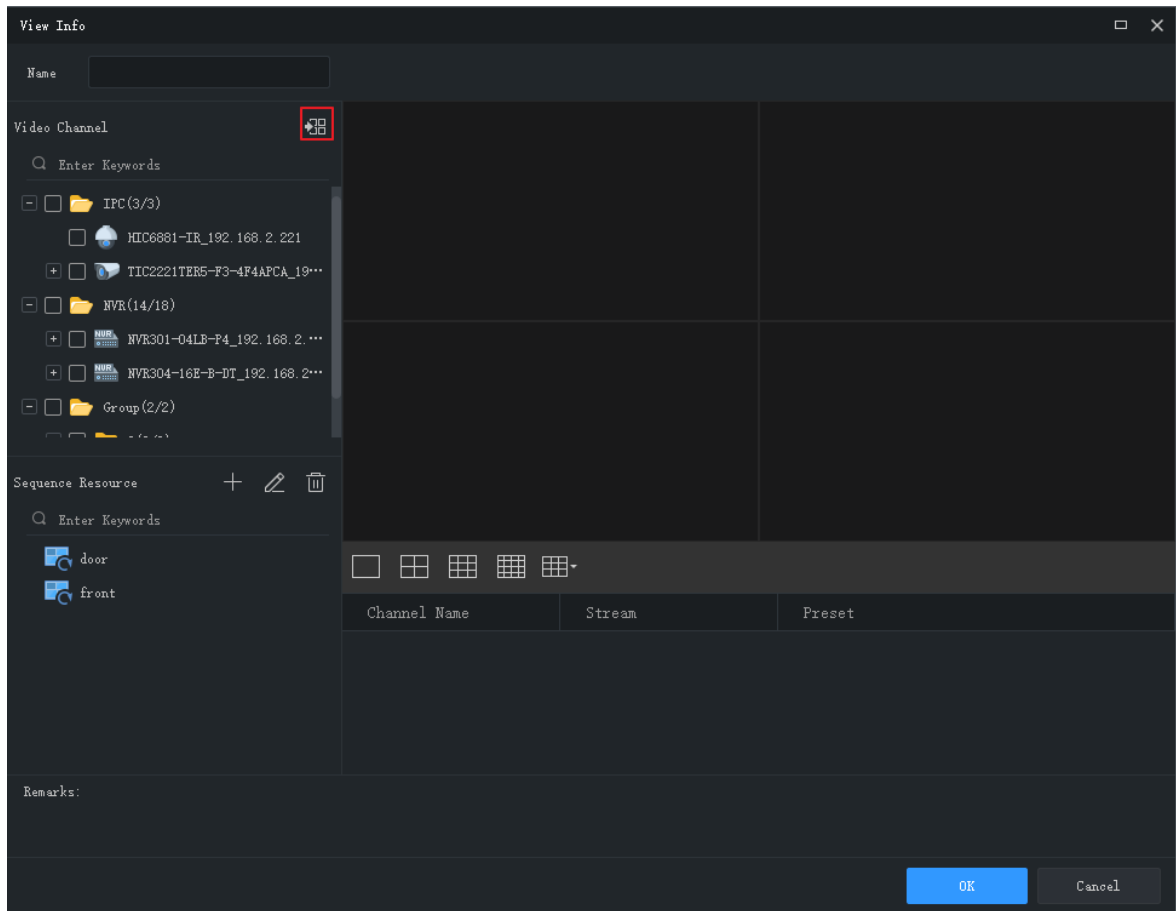 View Info
Name
Video Channel
Enter Keywords
IPC(3/3)
HIC6881-IR_192.168.2.221
TIC2221TER5-F3-4F4APCA_19···
NVR(14/18)
NVR301-04LB-P4_192.168.2.···
NVR304-16E-B-DT_192.168.2···
Group(2/2)
Sequence Resource
Enter Keywords
door
front
Channel Name Stream Preset
Remarks:
OK Cancel